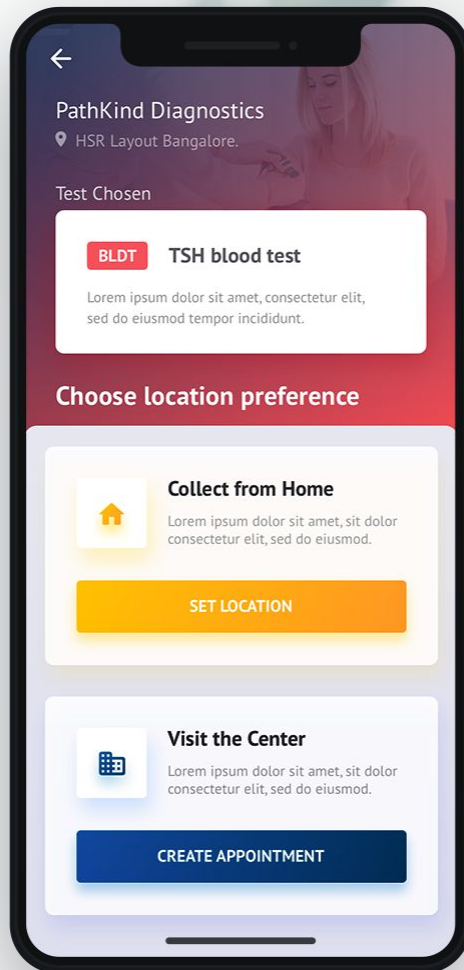 PathKind Diagnostics
HSR Layout Bangalore.
Test Chosen
BLDT TSH blood test
Lorem ipsum dolor sit amet, consectetur elit,
sed do eiusmod tempor incididunt.
Choose location preference
Collect from Home
Lorem ipsum dolor sit amet, sit dolor
consectetur elit, sed do eiusmod.
SET LOCATION
Visit the Center
Lorem ipsum dolor sit amet, sit dolor
consectetur elit, sed do eiusmod.
CREATE APPOINTMENT